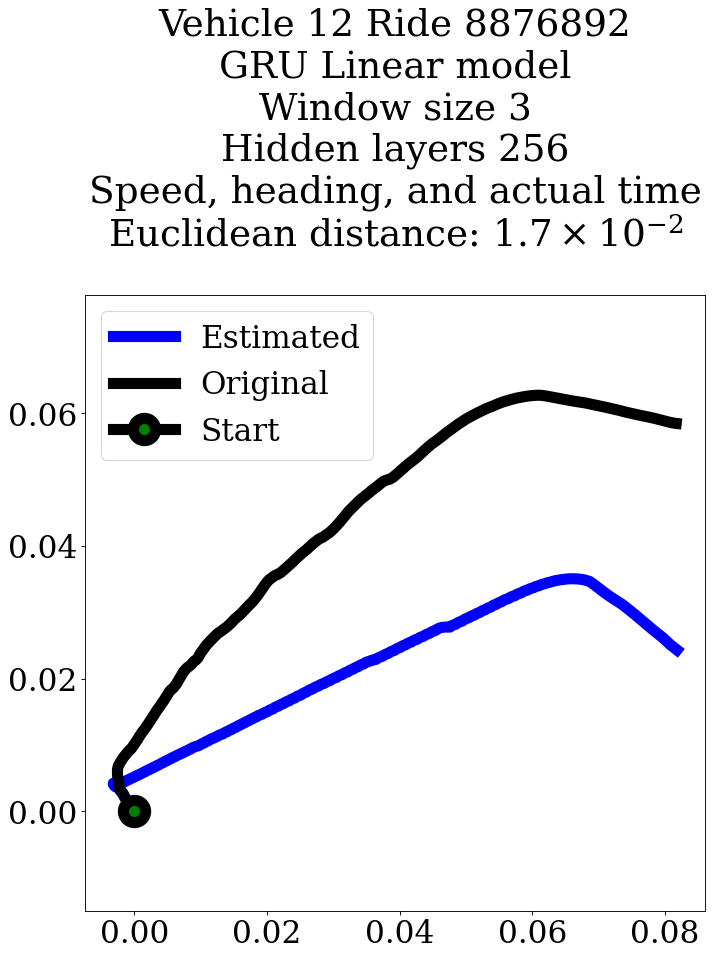 Vehicle 12 Ride 8876892
GRU Linear model
Window size 3
Hidden layers 256
Speed, heading, and actual time
Euclidean distance: 1.7 × 10⁻²
Estimated
Original
Start
0.06
0.04
0.02
0.00
0.00 0.02 0.04 0.06 0.08